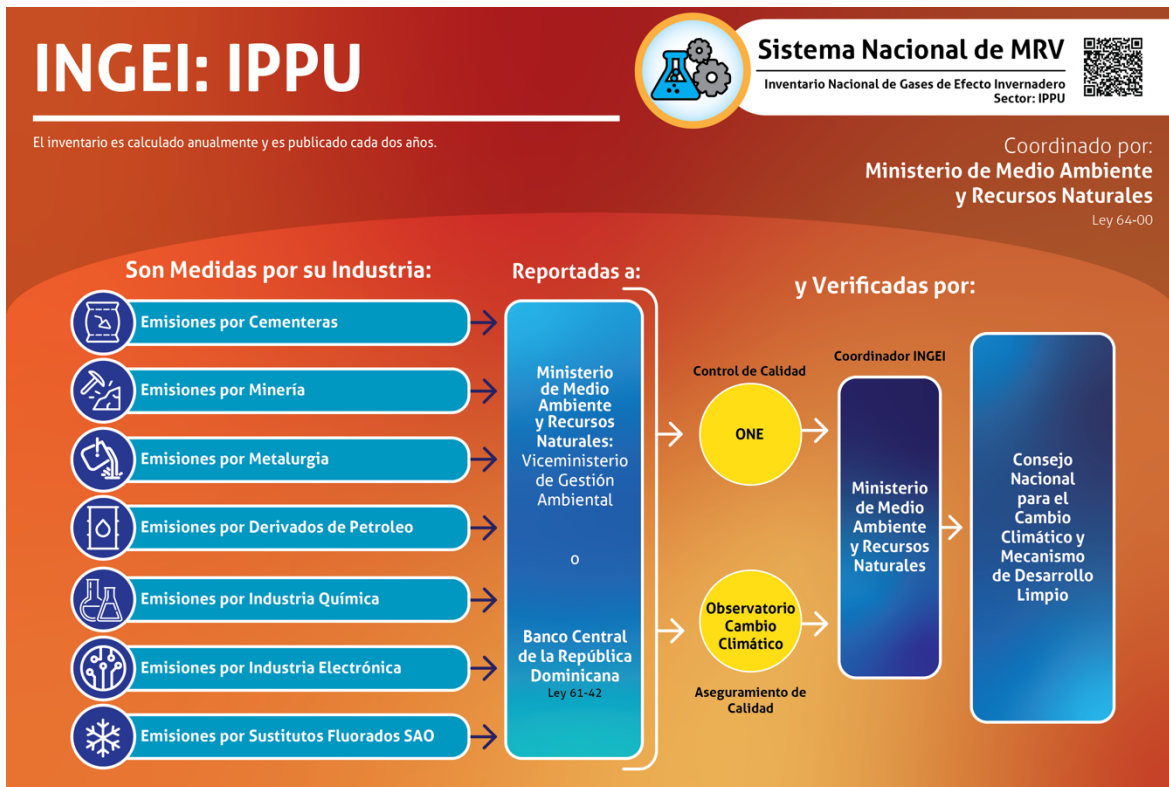 INGEI: IPPU
El inventario es calculado anualmente y es publicado cada dos años.
Sistema Nacional de MRV
Inventario Nacional de Gases de Efecto Invernadero
Sector: IPPU
Coordinado por:
Ministerio de Medio Ambiente
y Recursos Naturales
Ley 64-00
Son Medidas por su Industria:
Emisiones por Cementeras
Emisiones por Minería
Emisiones por Metalurgia
Emisiones por Derivados de Petroleo
Emisiones por Industria Química
Emisiones por Industria Electrónica
Emisiones por Sustitutos Fluorados SAO
Reportadas a:
Ministerio
de Medio
Ambiente
y Recursos
Naturales:
Viceministerio
de Gestión
Ambiental
o
Banco Central
de la República
Dominicana
Ley 61-42
y Verificadas por:
Control de Calidad
ONE
Observatorio
Cambio
Climático
Aseguramiento de
Calidad
Coordinador INGEI
Ministerio
de Medio
Ambiente
y Recursos
Naturales
Consejo
Nacional
para el
Cambio
Climático y
Mecanismo
de Desarrollo
Limpio